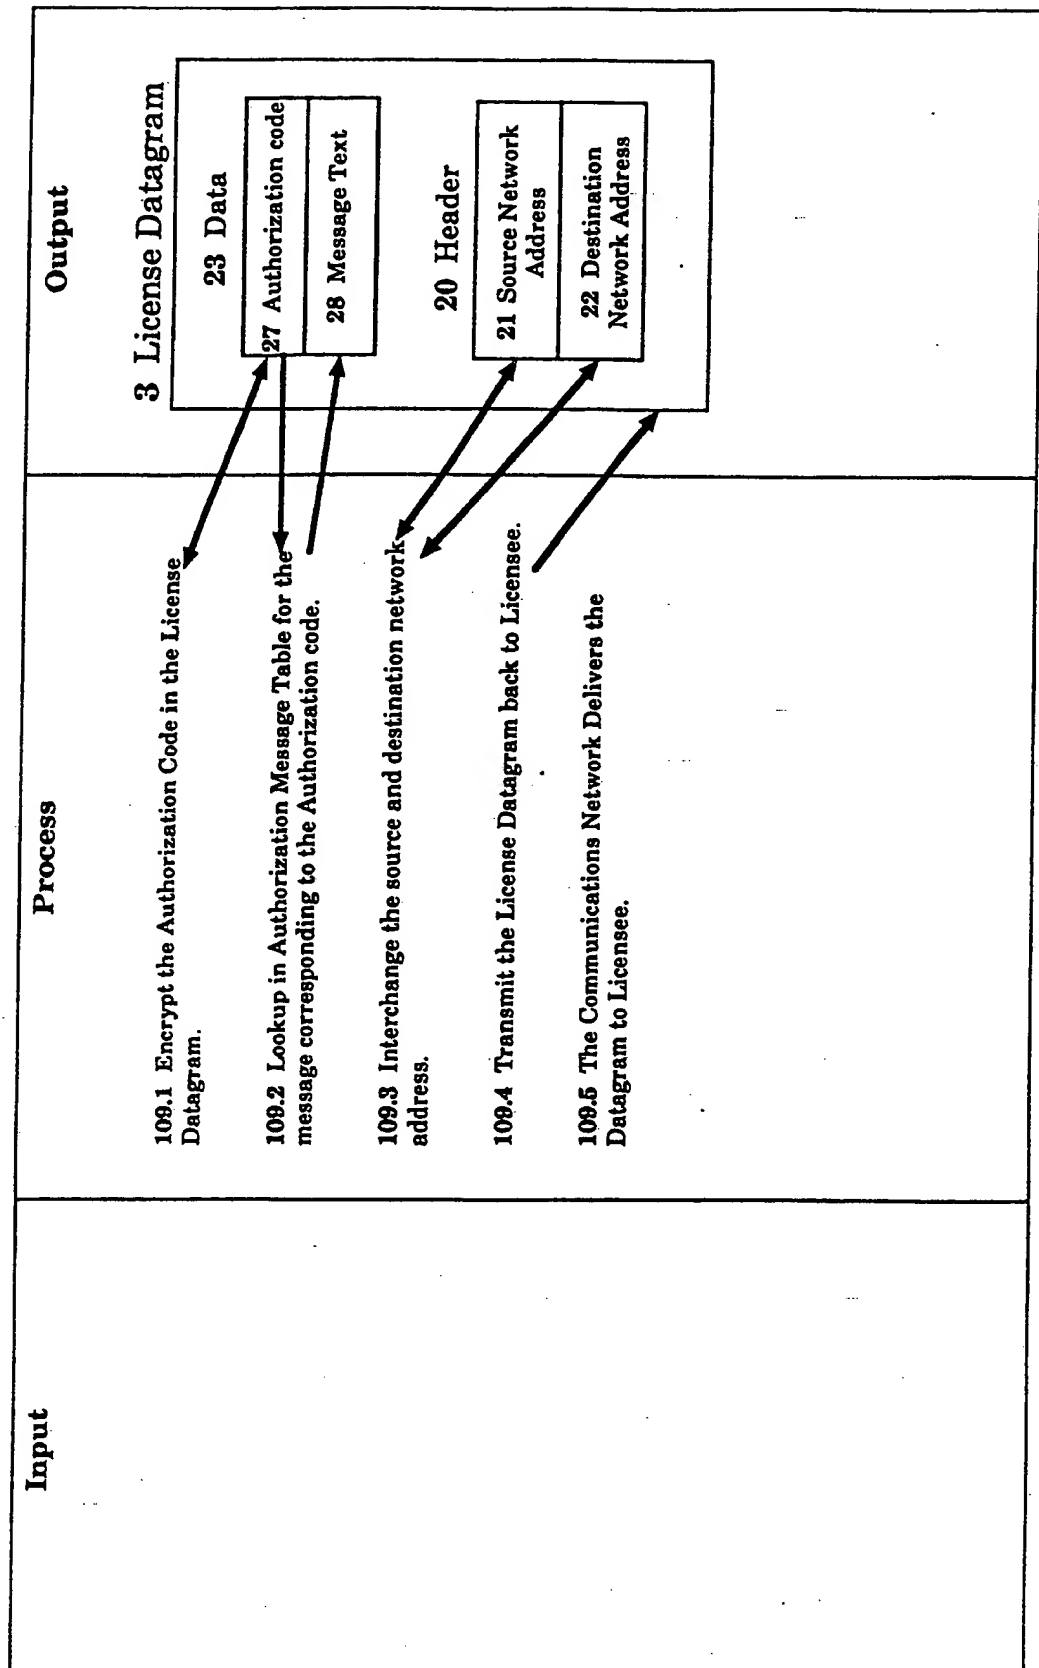 Input
Process
Output
109.1 Encrypt the Authorization Code in the License
Datagram.
109.2 Lookup in Authorization Message Table for the
message corresponding to the Authorization code.
109.3 Interchange the source and destination network
address.
109.4 Transmit the License Datagram back to Licensee.
109.5 The Communications Network Delivers the
Datagram to Licensee.
3 License Datagram
23 Data
27 Authorization code
28 Message Text
20 Header
21 Source Network
Address
22 Destination
Network Address